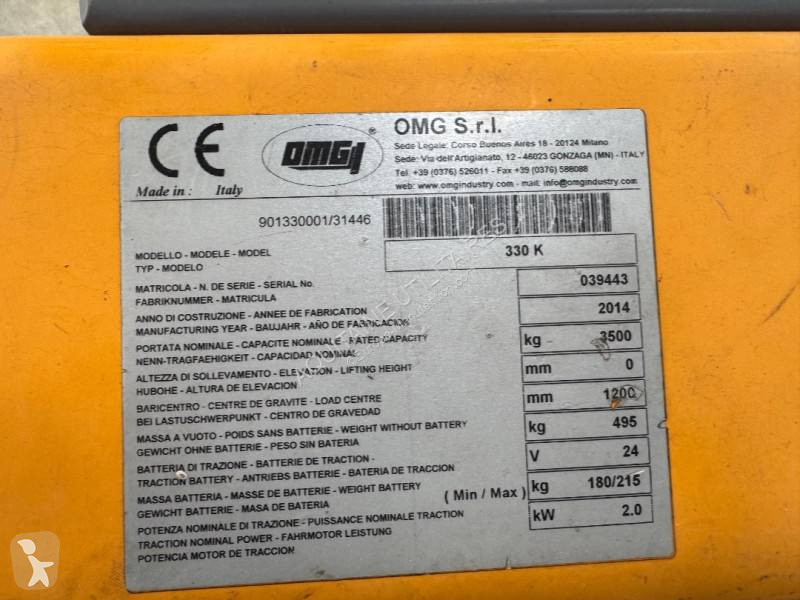 CE
OMG
®
OMG S.r.l.
Sede Legale: Corso Buenos Aires 18 - 20124 Milano
Sede: Via dell'Artigianato, 12 - 46023 GONZAGA (MN) - ITALY
Tel. +39 (0376) 526011 - Fax +39 (0376) 588088
web: www.omgindustry.com - mail: info@omgindustry.com
Made in : Italy
901330001/31446
MODELLO - MODELE - MODEL
TYP - MODELO
330 K
MATRICOLA - N. DE SERIE - SERIAL No.
FABRIKNUMMER - MATRICULA
039443
ANNO DI COSTRUZIONE - ANNEE DE FABRICATION
MANUFACTURING YEAR - BAUJAHR - AÑO DE FABRICACION
2014
PORTATA NOMINALE - CAPACITE NOMINALE - RATED CAPACITY
NENN-TRAGFAEHIGKEIT - CAPACIDAD NOMINAL
kg 3500
ALTEZZA DI SOLLEVAMENTO - ELEVATION - LIFTING HEIGHT
HUBOHE - ALTURA DE ELEVACION
mm 0
BARICENTRO - CENTRE DE GRAVITE - LOAD CENTRE
BEI LASTUSCHWERPUNKT - CENTRO DE GRAVEDAD
mm 1200
MASSA A VUOTO - POIDS SANS BATTERIE - WEIGHT WITHOUT BATTERY
GEWICHT OHNE BATTERIE - PESO SIN BATERIA
kg 495
BATTERIA DI TRAZIONE - BATTERIE DE TRACTION -
TRACTION BATTERY - ANTRIEBS BATTERIE - BATERIA DE TRACCION
V 24
MASSA BATTERIA - MASSE DE BATTERIE - WEIGHT BATTERY
GEWICHT BATTERIE - MASA DE BATERIA
( Min / Max ) kg 180/215
POTENZA NOMINALE DI TRAZIONE - PUISSANCE NOMINALE TRACTION
TRACTION NOMINAL POWER - FAHRMOTOR LEISTUNG
POTENCIA MOTOR DE TRACCION
kW 2.0